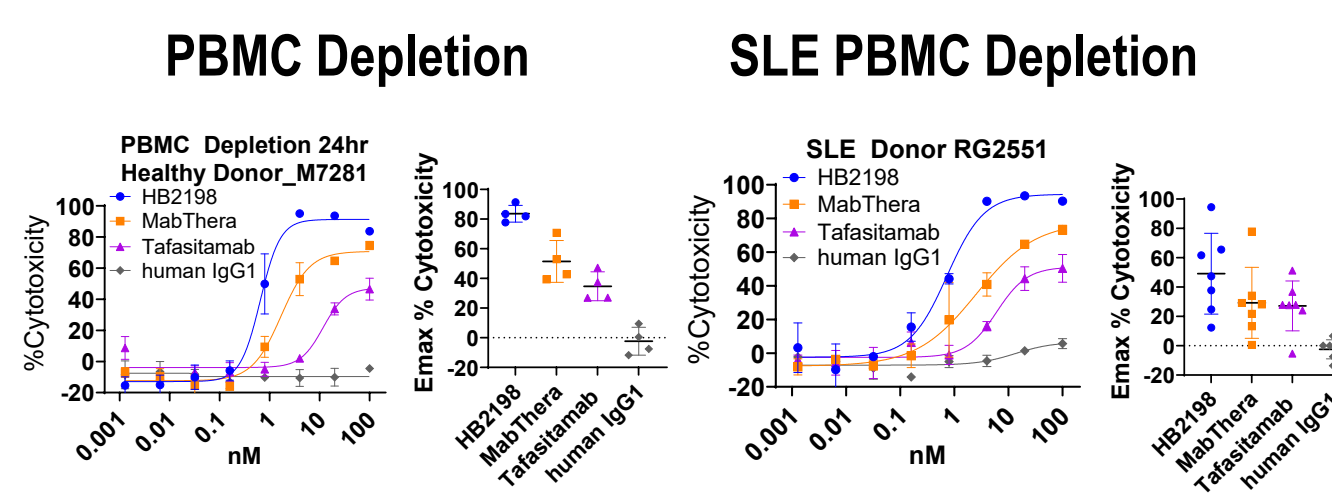 PBMC Depletion
SLE PBMC Depletion
PBMC Depletion 24hr
Healthy Donor_M7281
HB2198
MabThera
Tafasitamab
human IgG1
%Cytotoxicity
100
80
60
40
20
0
-20
0.001
0.01
0.1
1
10
100
nM
Emax % Cytotoxicity
100
80
60
40
20
0
-20
HB2198
MabThera
Tafasitamab
human IgG1
SLE Donor RG2551
HB2198
MabThera
Tafasitamab
human IgG1
%Cytotoxicity
100
80
60
40
20
0
-20
0.001
0.01
0.1
1
10
100
nM
Emax % Cytotoxicity
100
80
60
40
20
0
-20
HB2198
MabThera
Tafasitamab
human IgG1